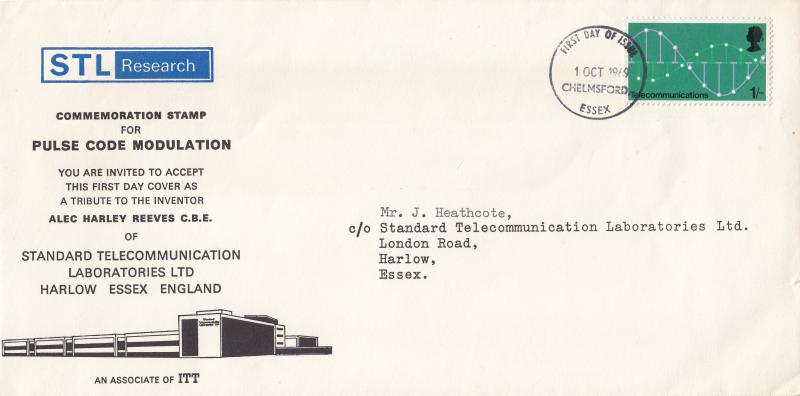 STL Research
COMMEMORATION STAMP
FOR
PULSE CODE MODULATION
YOU ARE INVITED TO ACCEPT
THIS FIRST DAY COVER AS
A TRIBUTE TO THE INVENTOR
ALEC HARLEY REEVES C.B.E.
OF
STANDARD TELECOMMUNICATION
LABORATORIES LTD
HARLOW ESSEX ENGLAND
AN ASSOCIATE OF ITT
FIRST DAY OF ISSUE
1 OCT 1969
CHELMSFORD
ESSEX
Telecommunications 1/-
Mr. J. Heathcote,
c/o Standard Telecommunication Laboratories Ltd.
London Road,
Harlow,
Essex.